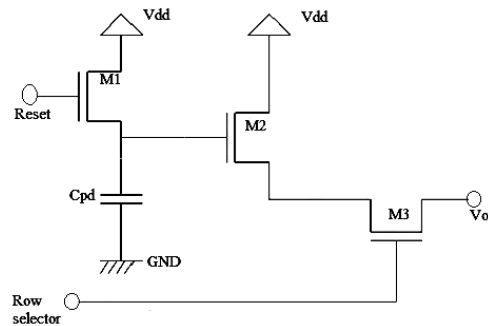 Vdd
Vdd
M1
Reset
M2
Cpd
M3
Vo
GND
Row
selector